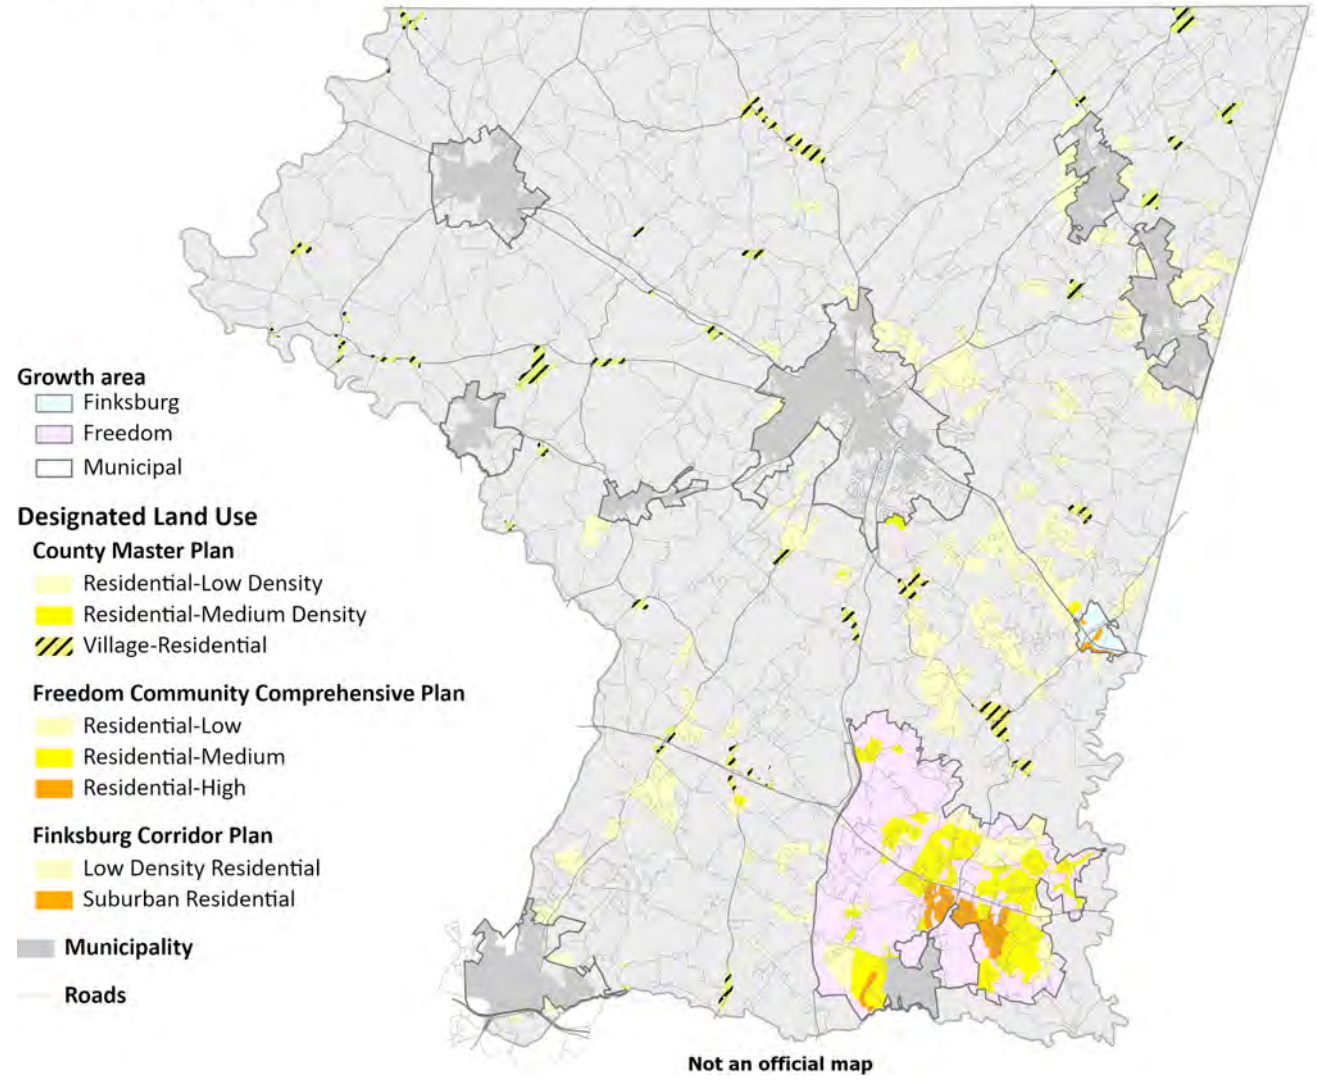 Growth area
Finksburg
Freedom
Municipal
Designated Land Use
County Master Plan
Residential-Low Density
Residential-Medium Density
Village-Residential
Freedom Community Comprehensive Plan
Residential-Low
Residential-Medium
Residential-High
Finksburg Corridor Plan
Low Density Residential
Suburban Residential
Municipality
Roads
Not an official map